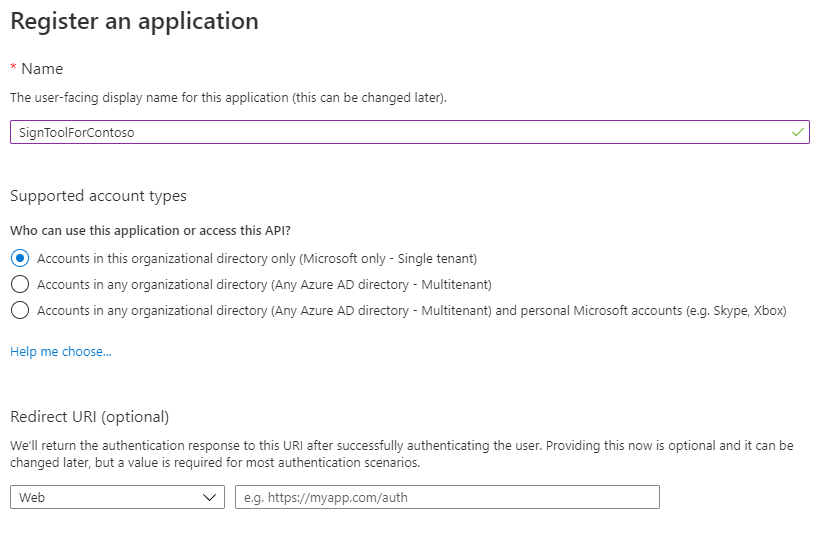 Register an application
* Name
The user-facing display name for this application (this can be changed later).
SignToolForContoso
Supported account types
Who can use this application or access this API?
Accounts in this organizational directory only (Microsoft only - Single tenant)
Accounts in any organizational directory (Any Azure AD directory - Multitenant)
Accounts in any organizational directory (Any Azure AD directory - Multitenant) and personal Microsoft accounts (e.g. Skype, Xbox)
Help me choose...
Redirect URI (optional)
We'll return the authentication response to this URI after successfully authenticating the user. Providing this now is optional and it can be
changed later, but a value is required for most authentication scenarios.
Web e.g. https://myapp.com/auth